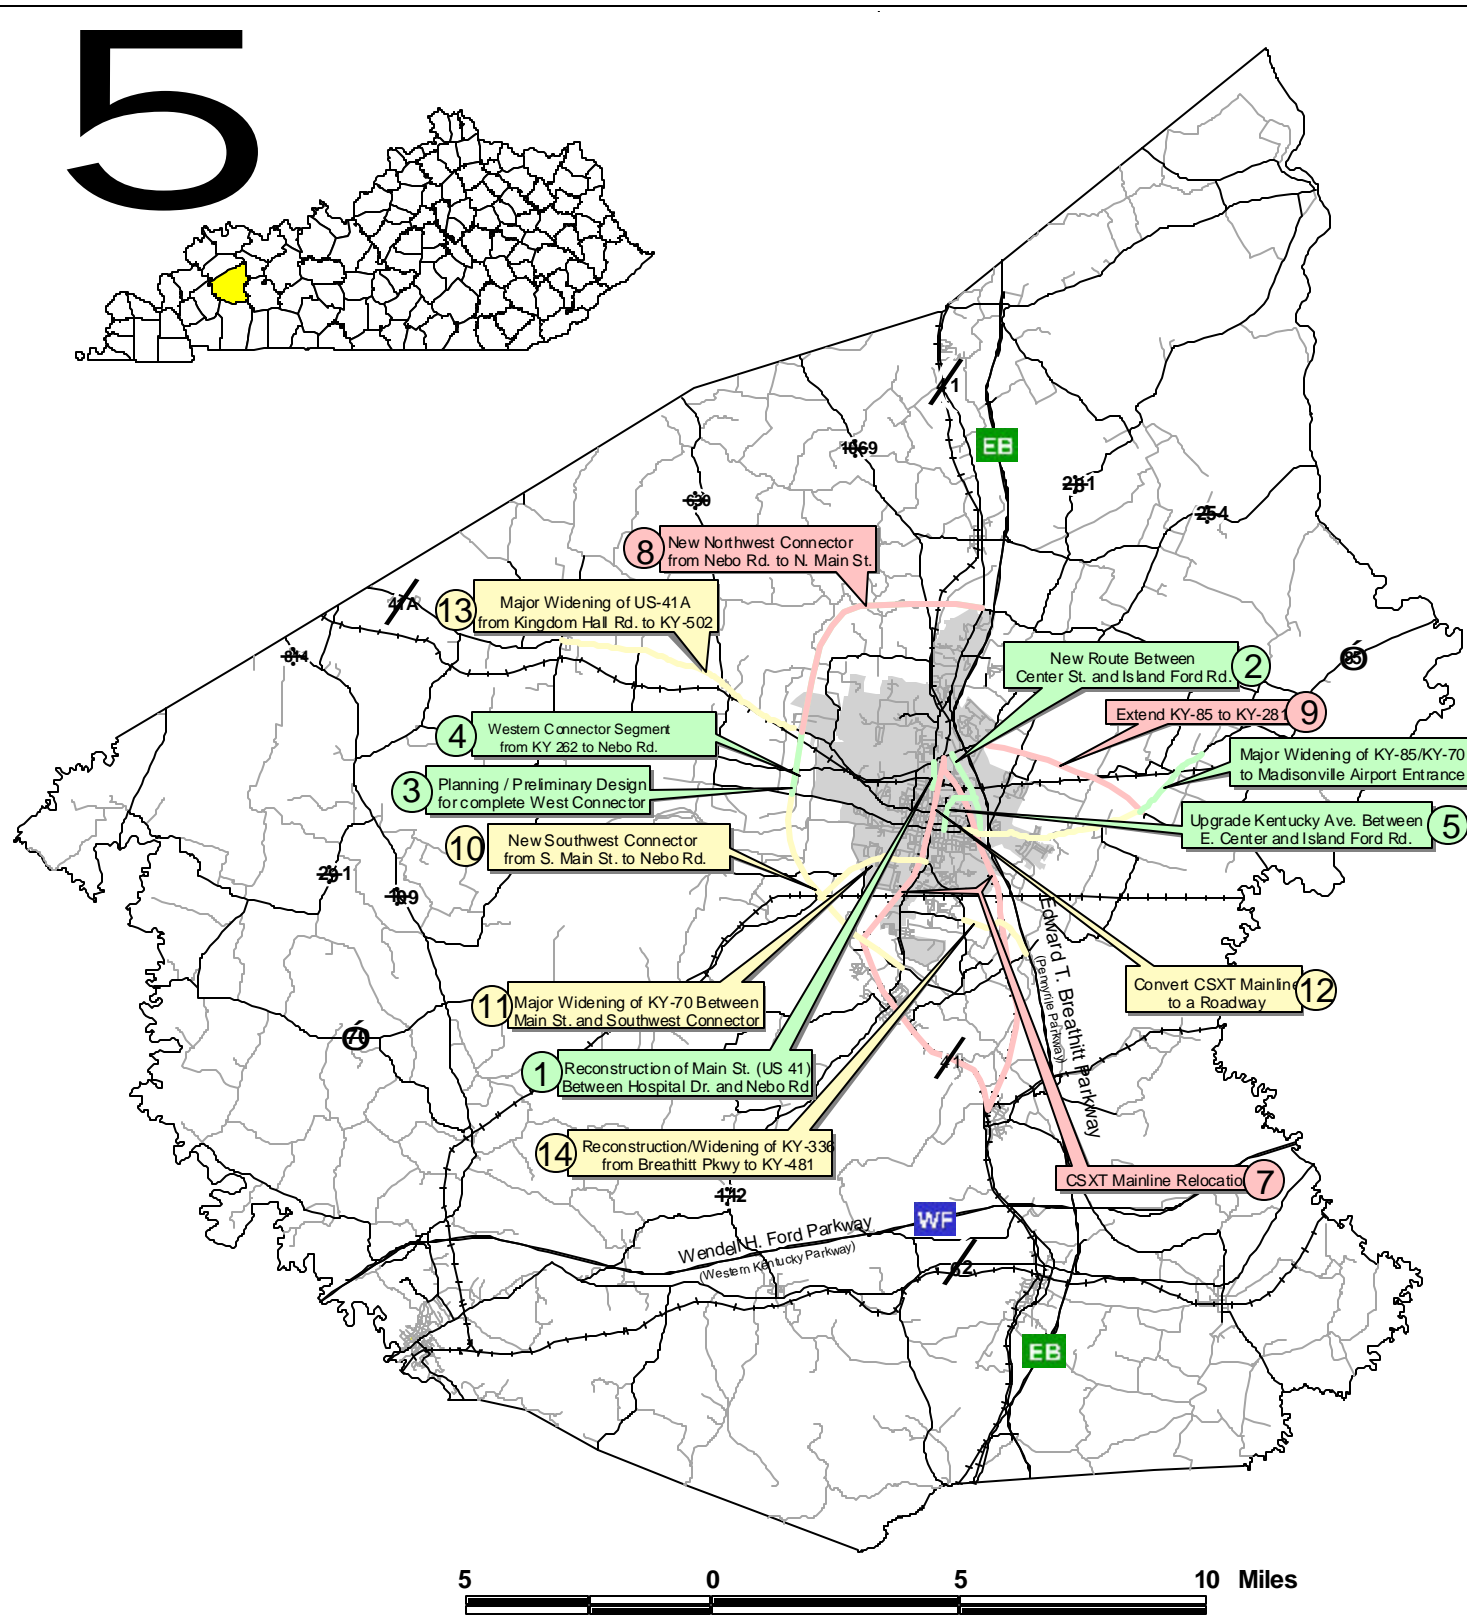 5
41
EB
1069
281
630
254
8
New Northwest Connector
from Nebo Rd. to N. Main St.
41A
13
Major Widening of US-41A
from Kingdom Hall Rd. to KY-502
814
85
New Route Between
Center St. and Island Ford Rd.
2
Extend KY-85 to KY-281
9
4
Western Connector Segment
from KY 262 to Nebo Rd.
Major Widening of KY-85/KY-70
to Madisonville Airport Entrance
3
Planning / Preliminary Design
for complete West Connector
Upgrade Kentucky Ave. Between
E. Center and Island Ford Rd.
5
10
New Southwest Connector
from S. Main St. to Nebo Rd.
109
Edward T. Breathitt Parkway
(Pennyrile Parkway)
11
Major Widening of KY-70 Between
Main St. and Southwest Connector
Convert CSXT Mainline
to a Roadway
12
70
41
1
Reconstruction of Main St. (US 41)
Between Hospital Dr. and Nebo Rd
14
Reconstruction/Widening of KY-336
from Breathitt Pkwy to KY-481
CSXT Mainline Relocatio
7
WF
Wendell H. Ford Parkway
(Western Kentucky Parkway)
62
EB
5 0 5 10 Miles